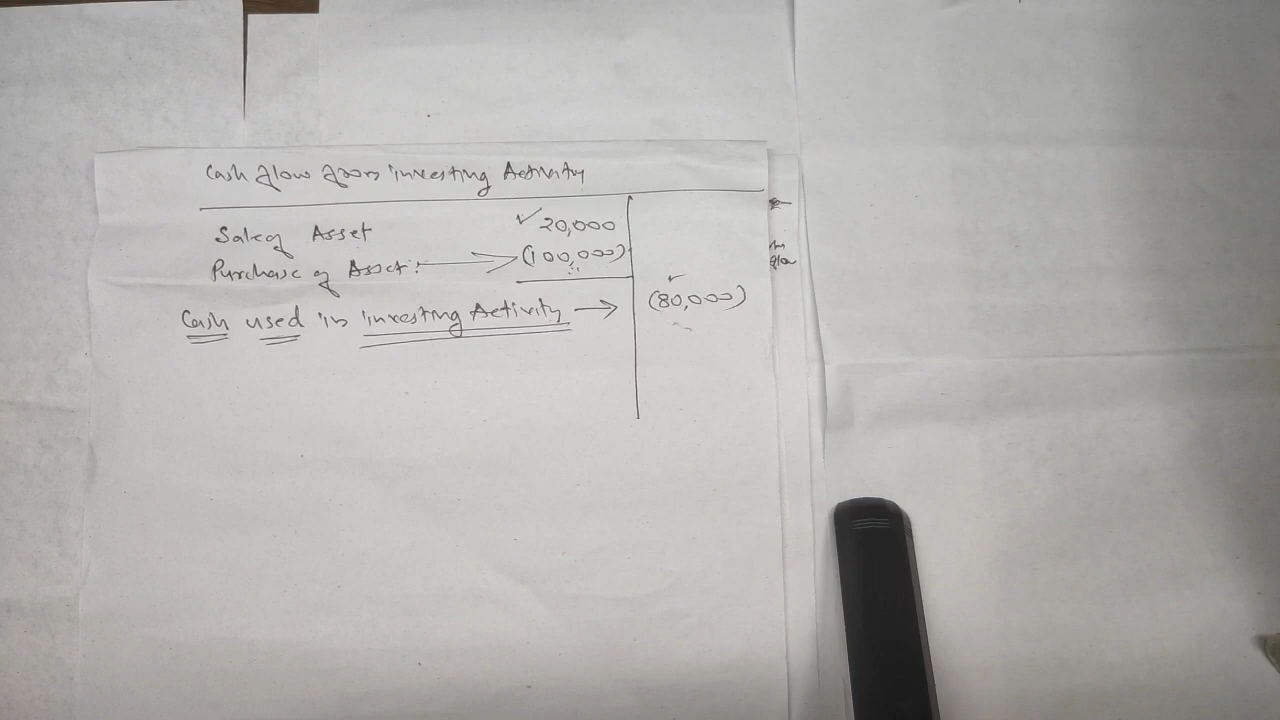 Cash flow from investing Activity
Sale of Asset ✓ 20,000
Purchase of Asset: → (100,000)
Cash used in investing Activity → (80,000)